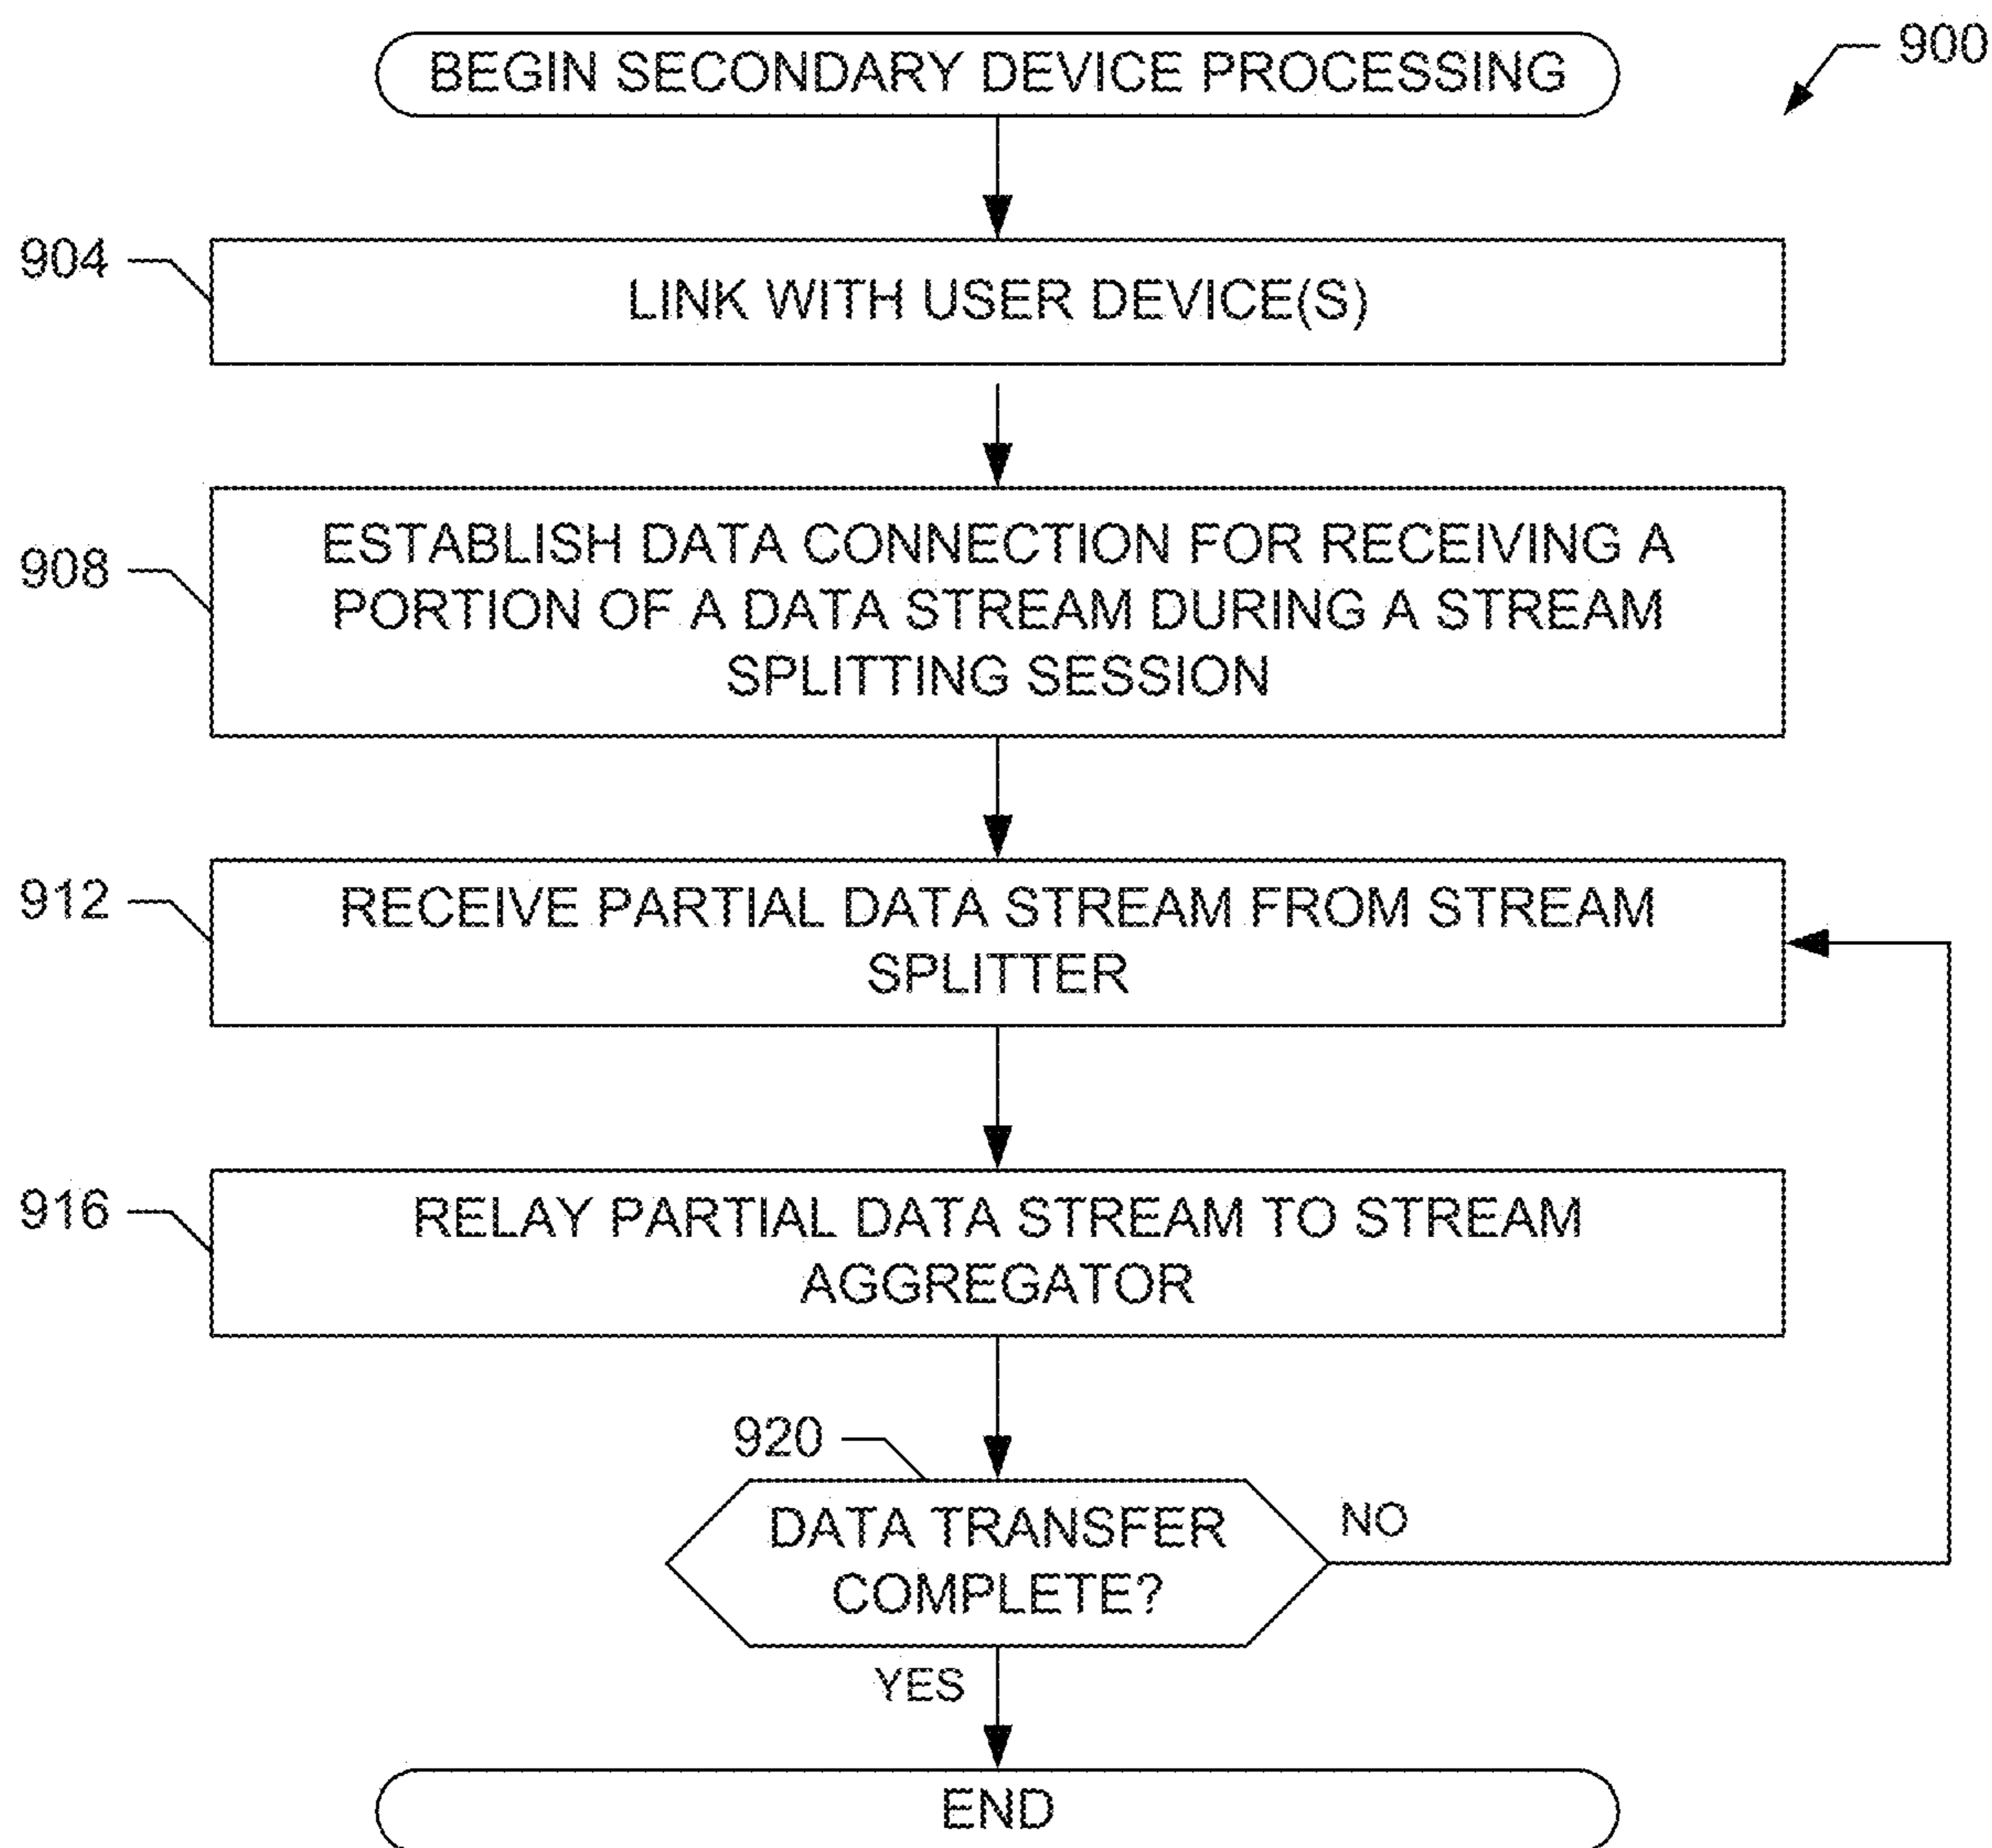 BEGIN SECONDARY DEVICE PROCESSING
900
904
LINK WITH USER DEVICE(S)
908
ESTABLISH DATA CONNECTION FOR RECEIVING A
PORTION OF A DATA STREAM DURING A STREAM
SPLITTING SESSION
912
RECEIVE PARTIAL DATA STREAM FROM STREAM
SPLITTER
916
RELAY PARTIAL DATA STREAM TO STREAM
AGGREGATOR
920
DATA TRANSFER
COMPLETE?
NO
YES
END